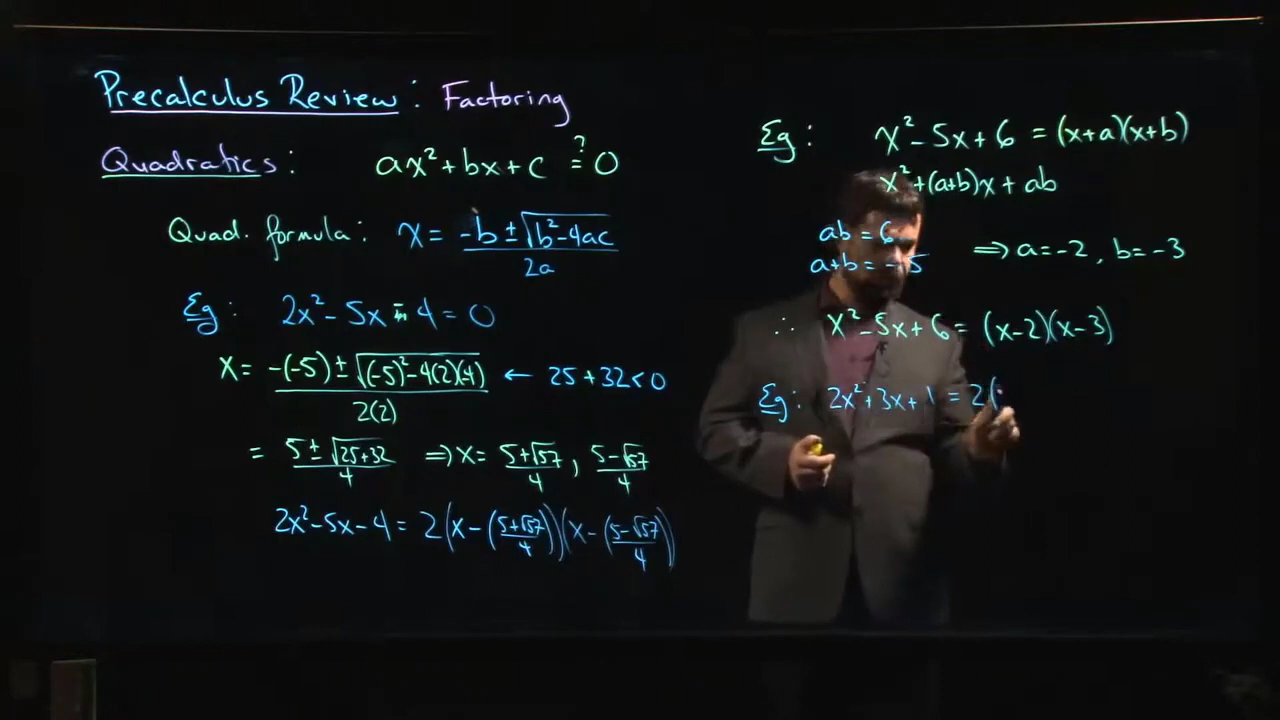 Precalculus Review: Factoring
Quadratics: ax²+bx+c ≟ 0
Quad. formula: x = (-b±√(b²-4ac))/2a
Eg: 2x²-5x-4=0
x = (-(-5)±√((-5)²-4(2)(-4)))/2(2) ← 25+32<0
= (5±√(25+32))/4 ⇒ x= (5+√57)/4, (5-√57)/4
2x²-5x-4 = 2(x-((5+√57)/4))(x-((5-√57)/4))
Eg: x²-5x+6 = (x+a)(x+b)
x²+(a+b)x+ab
ab=6
a+b=-5 ⇒ a=-2, b=-3
∴ x²-5x+6= (x-2)(x-3)
Eg: 2x²+3x+1 = 2(